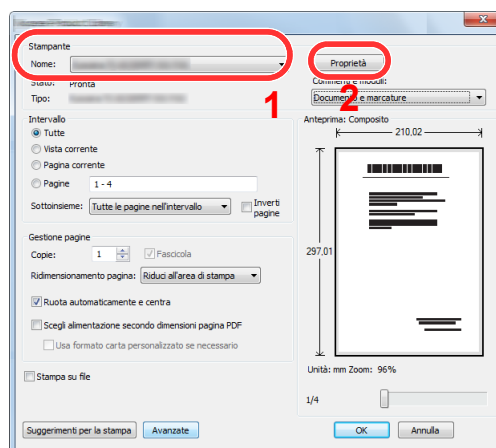 Stampante
Nome:
Proprietà
Stato: Pronta
Commenti e moduli:
Tipo:
1
2
Documento e marcature
Intervallo
Tutte
Vista corrente
Pagina corrente
Pagine 1 - 4
Sottoinsieme: Tutte le pagine nell'intervallo
Inverti
pagine
Gestione pagine
Copie: 1
Fascicola
Ridimensionamento pagina: Riduci all'area di stampa
Ruota automaticamente e centra
Scegli alimentazione secondo dimensioni pagina PDF
Usa formato carta personalizzato se necessario
Stampa su file
Anteprima: Composito
210,02
297,01
Unità: mm Zoom: 96%
1/4
Suggerimenti per la stampa
Avanzate
OK
Annulla